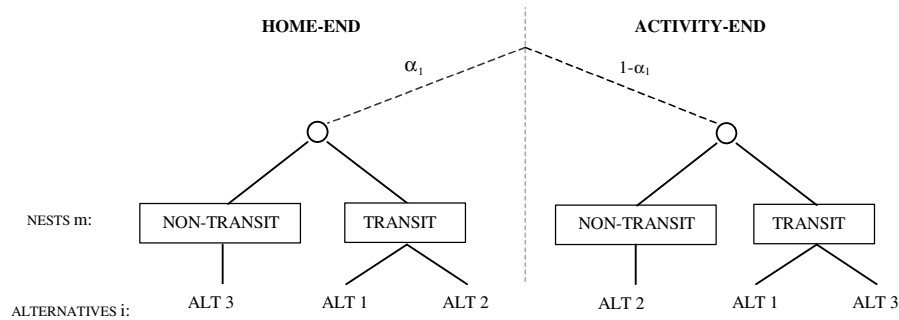 HOME-END ACTIVITY-END
α1 1-α1
NESTS m: NON-TRANSIT TRANSIT NON-TRANSIT TRANSIT
ALTERNATIVES i: ALT 3 ALT 1 ALT 2 ALT 2 ALT 1 ALT 3